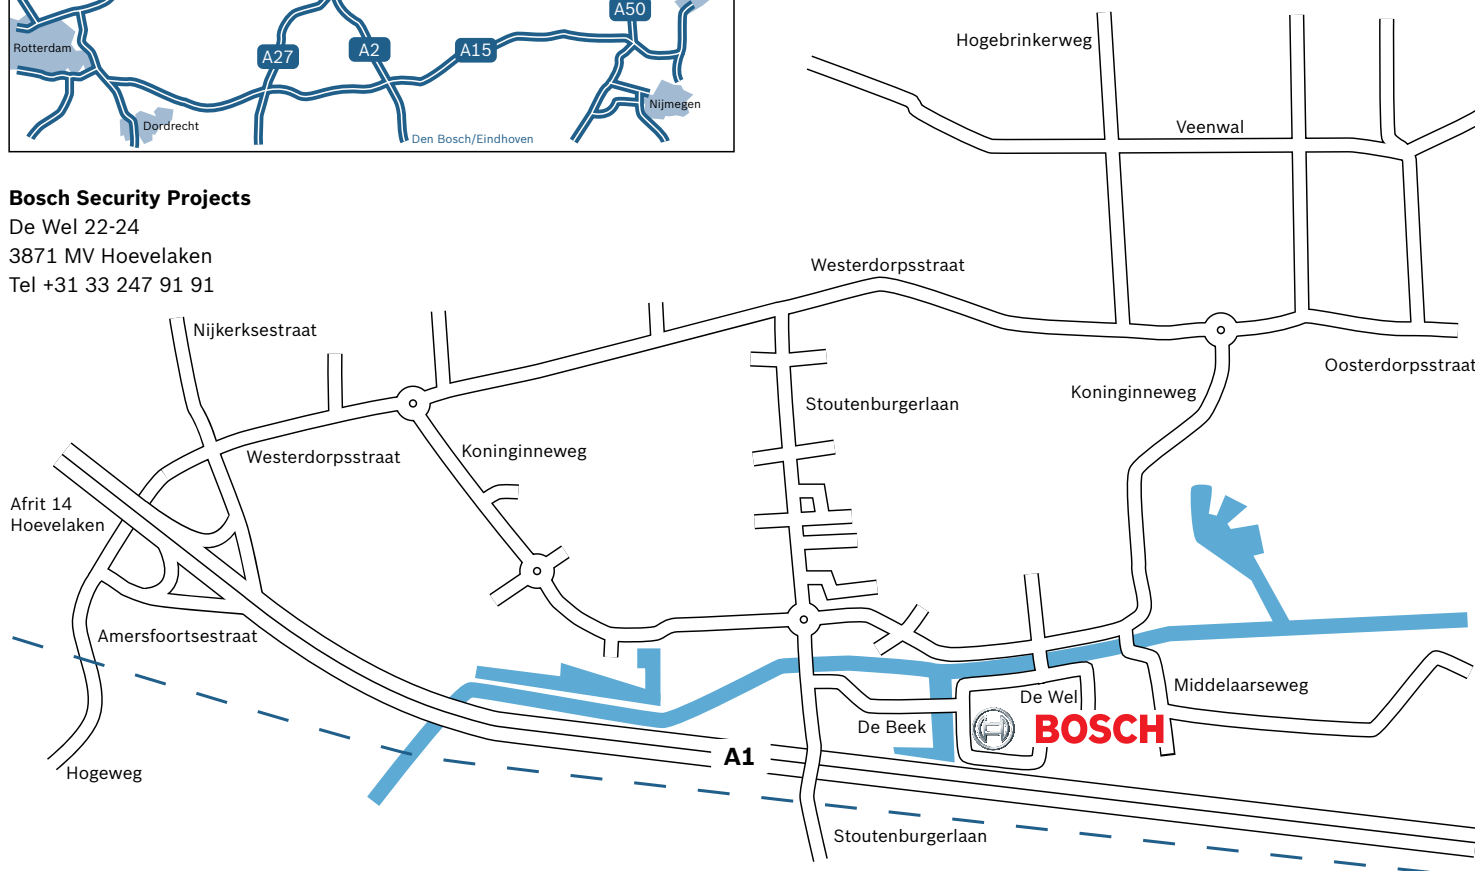 A50
Rotterdam
A27
A2
A15
Nijmegen
Dordrecht
Den Bosch/Eindhoven
Hogebrinkerweg
Veenwal
Bosch Security Projects
De Wel 22-24
3871 MV Hoevelaken
Tel +31 33 247 91 91
Westerdorpsstraat
Nijkerksestraat
Oosterdorpsstraat
Koninginneweg
Stoutenburgerlaan
Koninginneweg
Westerdorpsstraat
Afrit 14
Hoevelaken
Amersfoortsestraat
Middelaarseweg
De Wel
De Beek
BOSCH
A1
Hogeweg
Stoutenburgerlaan